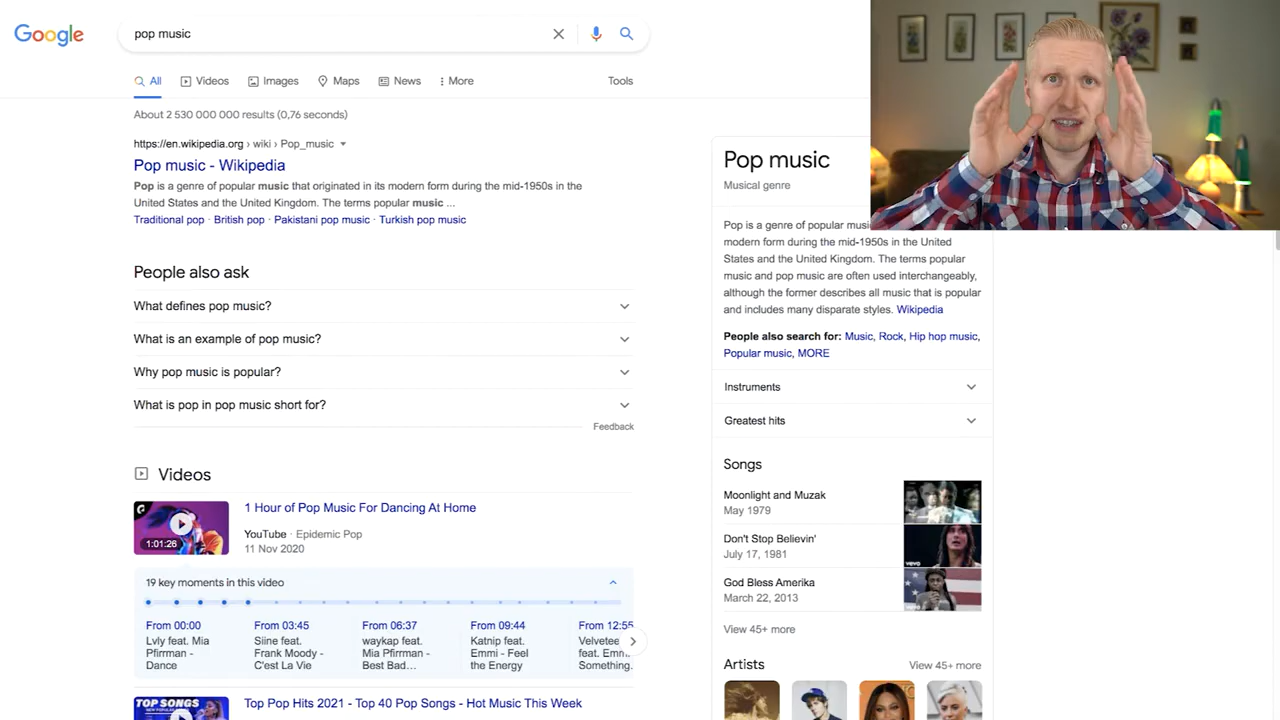 Google
pop music
All
Videos
Images
Maps
News
More
Tools
About 2 530 000 000 results (0,76 seconds)
https://en.wikipedia.org › wiki › Pop_music
Pop music - Wikipedia
Pop is a genre of popular music that originated in its modern form during the mid-1950s in the
United States and the United Kingdom. The terms popular music ...
Traditional pop · British pop · Pakistani pop music · Turkish pop music
People also ask
What defines pop music?
What is an example of pop music?
Why pop music is popular?
What is pop in pop music short for?
Feedback
Videos
1:01:26
1 Hour of Pop Music For Dancing At Home
YouTube · Epidemic Pop
11 Nov 2020
19 key moments in this video
From 00:00
Lvly feat. Mia
Pfirrman -
Dance
From 03:45
Siine feat.
Frank Moody -
C'est La Vie
From 06:37
waykap feat.
Mia Pfirrman -
Best Bad...
From 09:44
Katnip feat.
Emmi - Feel
the Energy
From 12:55
Velvetee
feat. Emm
Something.
TOP SONGS
Top Pop Hits 2021 - Top 40 Pop Songs - Hot Music This Week
Pop music
Musical genre
Pop is a genre of popular musi
modern form during the mid-1950s in the United
States and the United Kingdom. The terms popular
music and pop music are often used interchangeably,
although the former describes all music that is popular
and includes many disparate styles. Wikipedia
People also search for: Music, Rock, Hip hop music,
Popular music, MORE
Instruments
Greatest hits
Songs
Moonlight and Muzak
May 1979
Don't Stop Believin'
July 17, 1981
vevo
God Bless Amerika
March 22, 2013
vevo
View 45+ more
Artists
View 45+ more